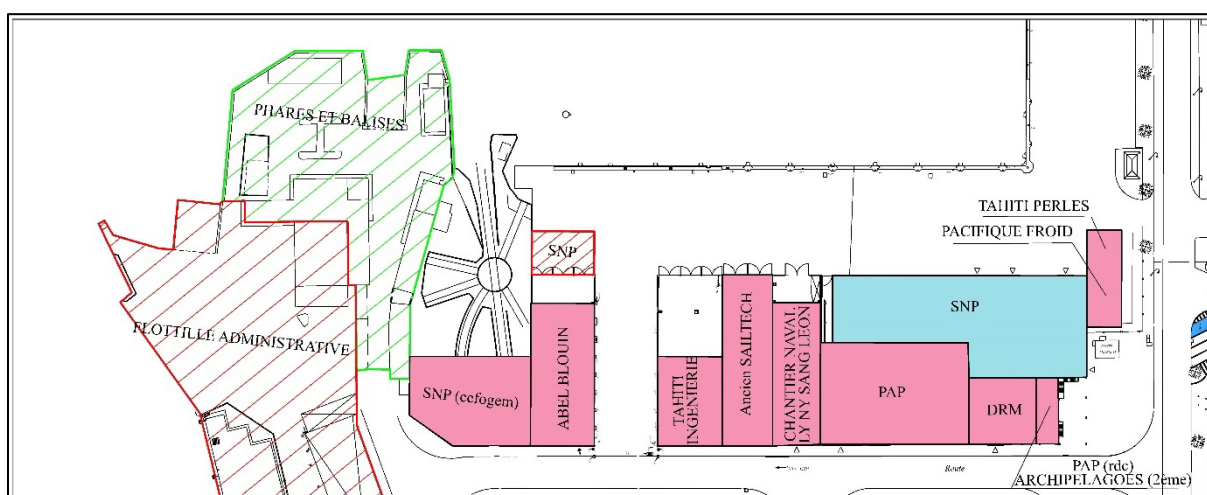 PHARES ET BALISES
TAHITI PERLES
PACIFIQUE FROID
SNP
SNP
FLOTTILLE ADMINISTRATIVE
SNP (ccfogem)
ABEL BLOUIN
TAHITI
INGENIERIE
Ancien SAILTECH
CHANTIER NAVAL
LY NY SANG LEON
PAP
DRM
Route
PAP (rdc)
ARCHIPELAGOES (2ème)